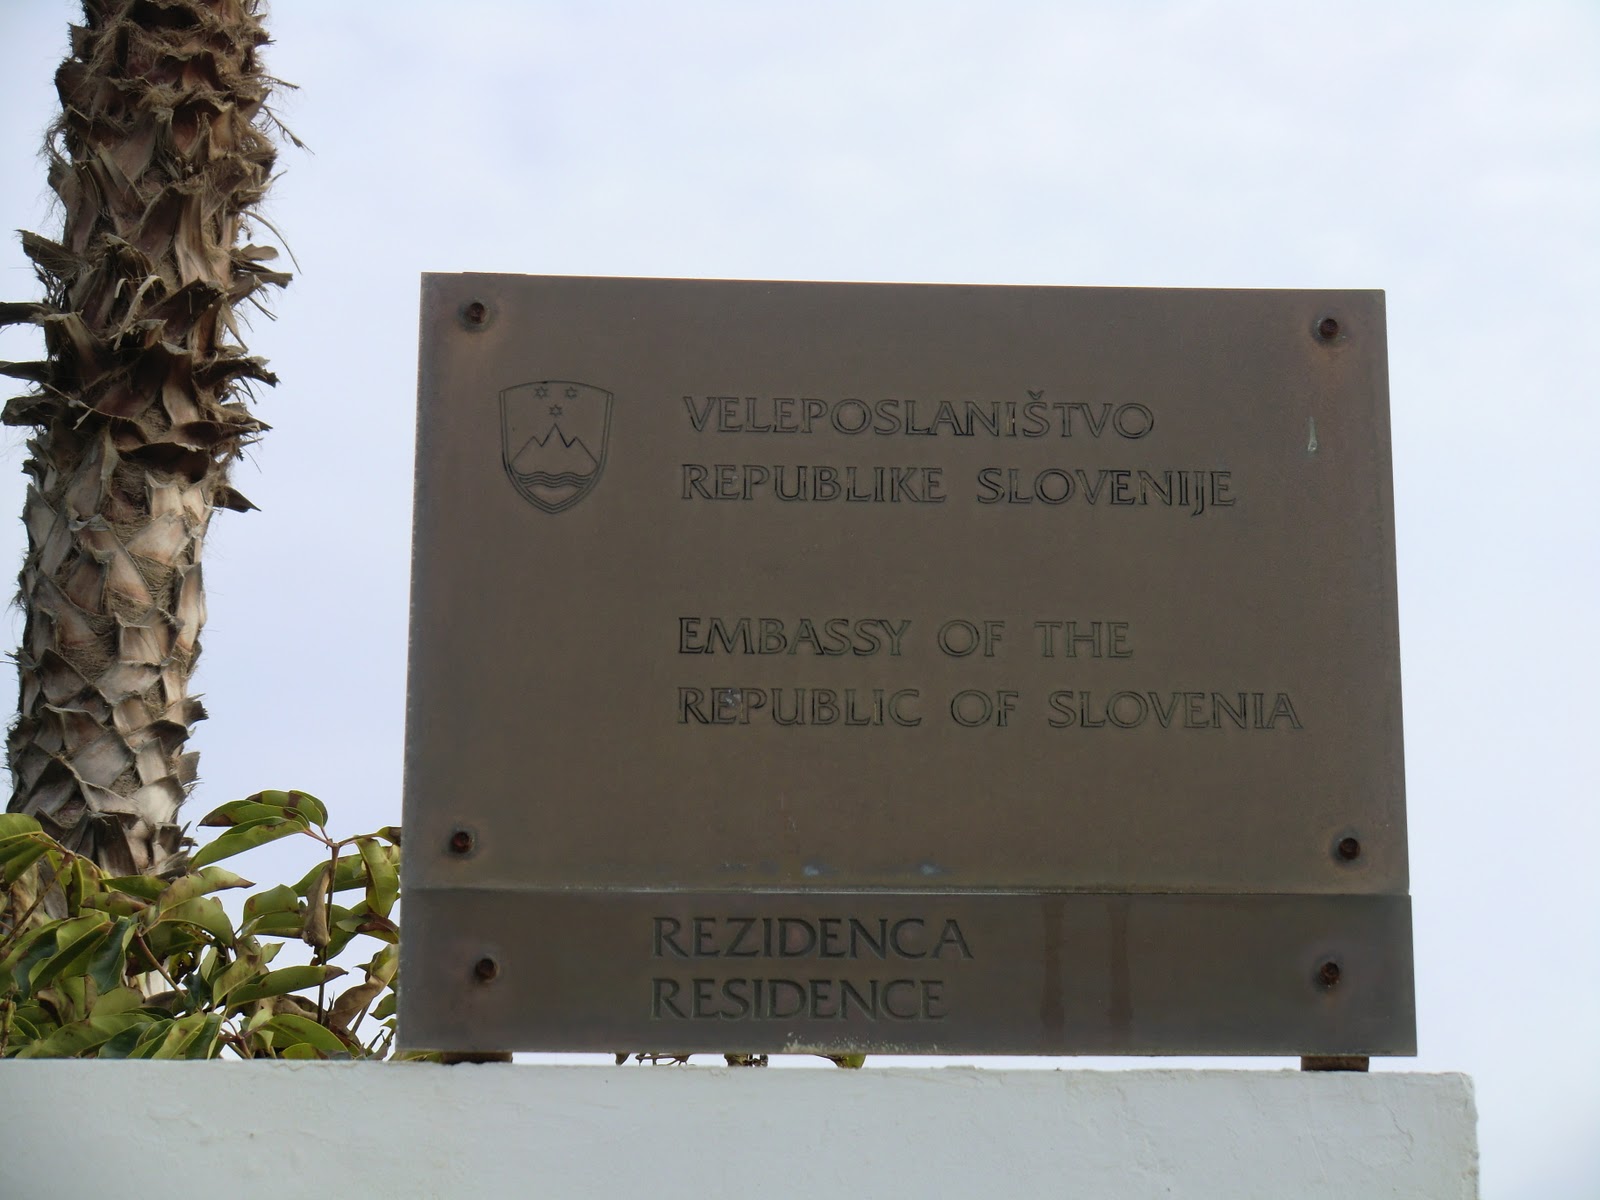 VELEPOSLANIŠTVO
REPUBLIKE SLOVENIJE
EMBASSY OF THE
REPUBLIC OF SLOVENIA
REZIDENCA
RESIDENCE